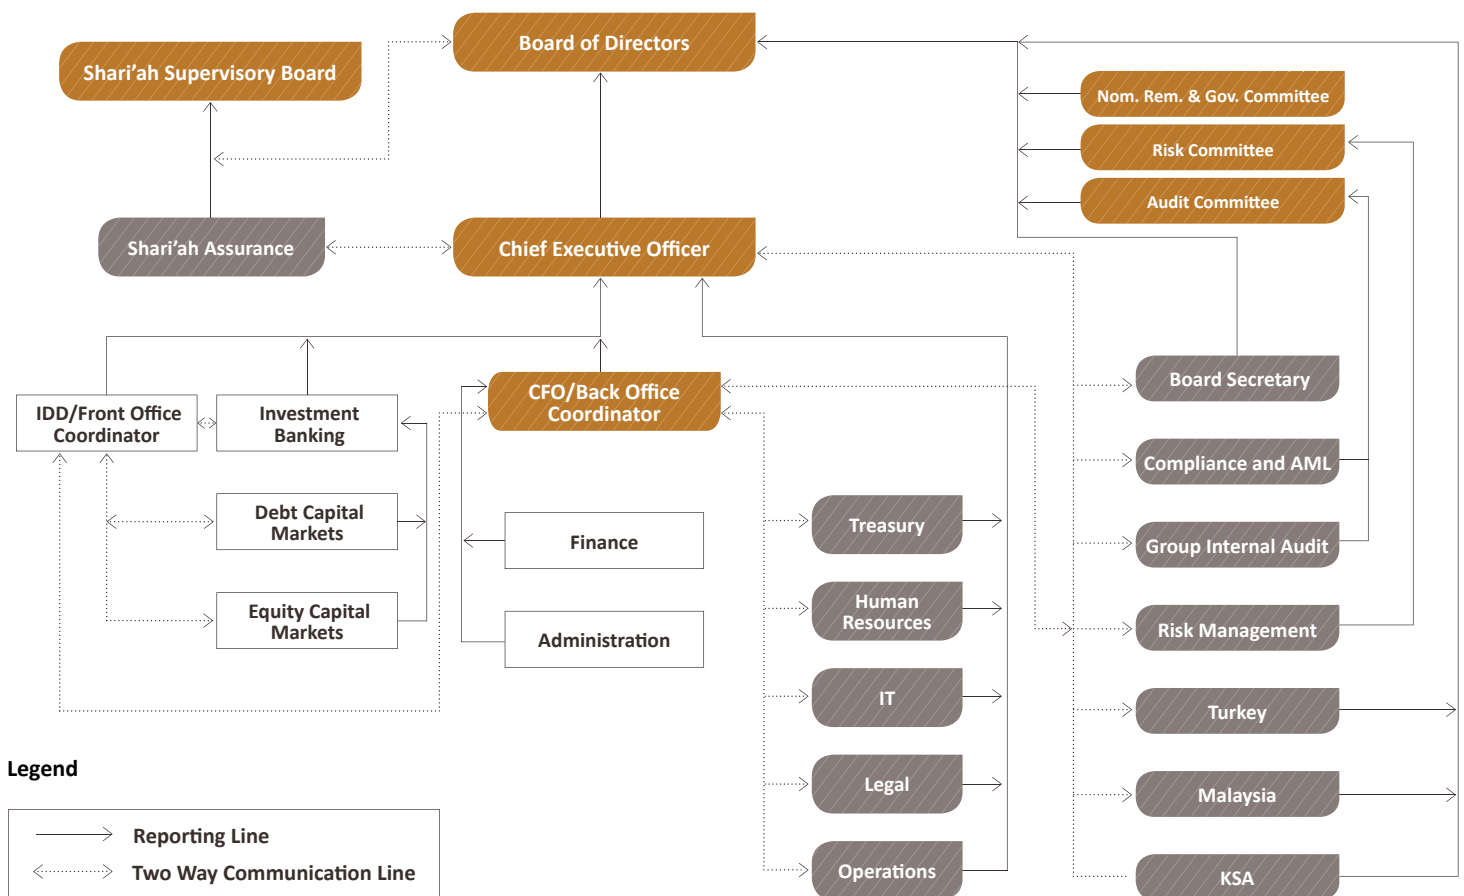 Board of Directors
Shari'ah Supervisory Board
Nom. Rem. & Gov. Committee
Risk Committee
Audit Committee
Shari'ah Assurance
Chief Executive Officer
Board Secretary
CFO/Back Office
Coordinator
IDD/Front Office
Coordinator
Investment
Banking
Compliance and AML
Debt Capital
Markets
Finance
Treasury
Group Internal Audit
Equity Capital
Markets
Administration
Human
Resources
Risk Management
IT
Turkey
Legal
Malaysia
Operations
KSA
Legend
Reporting Line
Two Way Communication Line